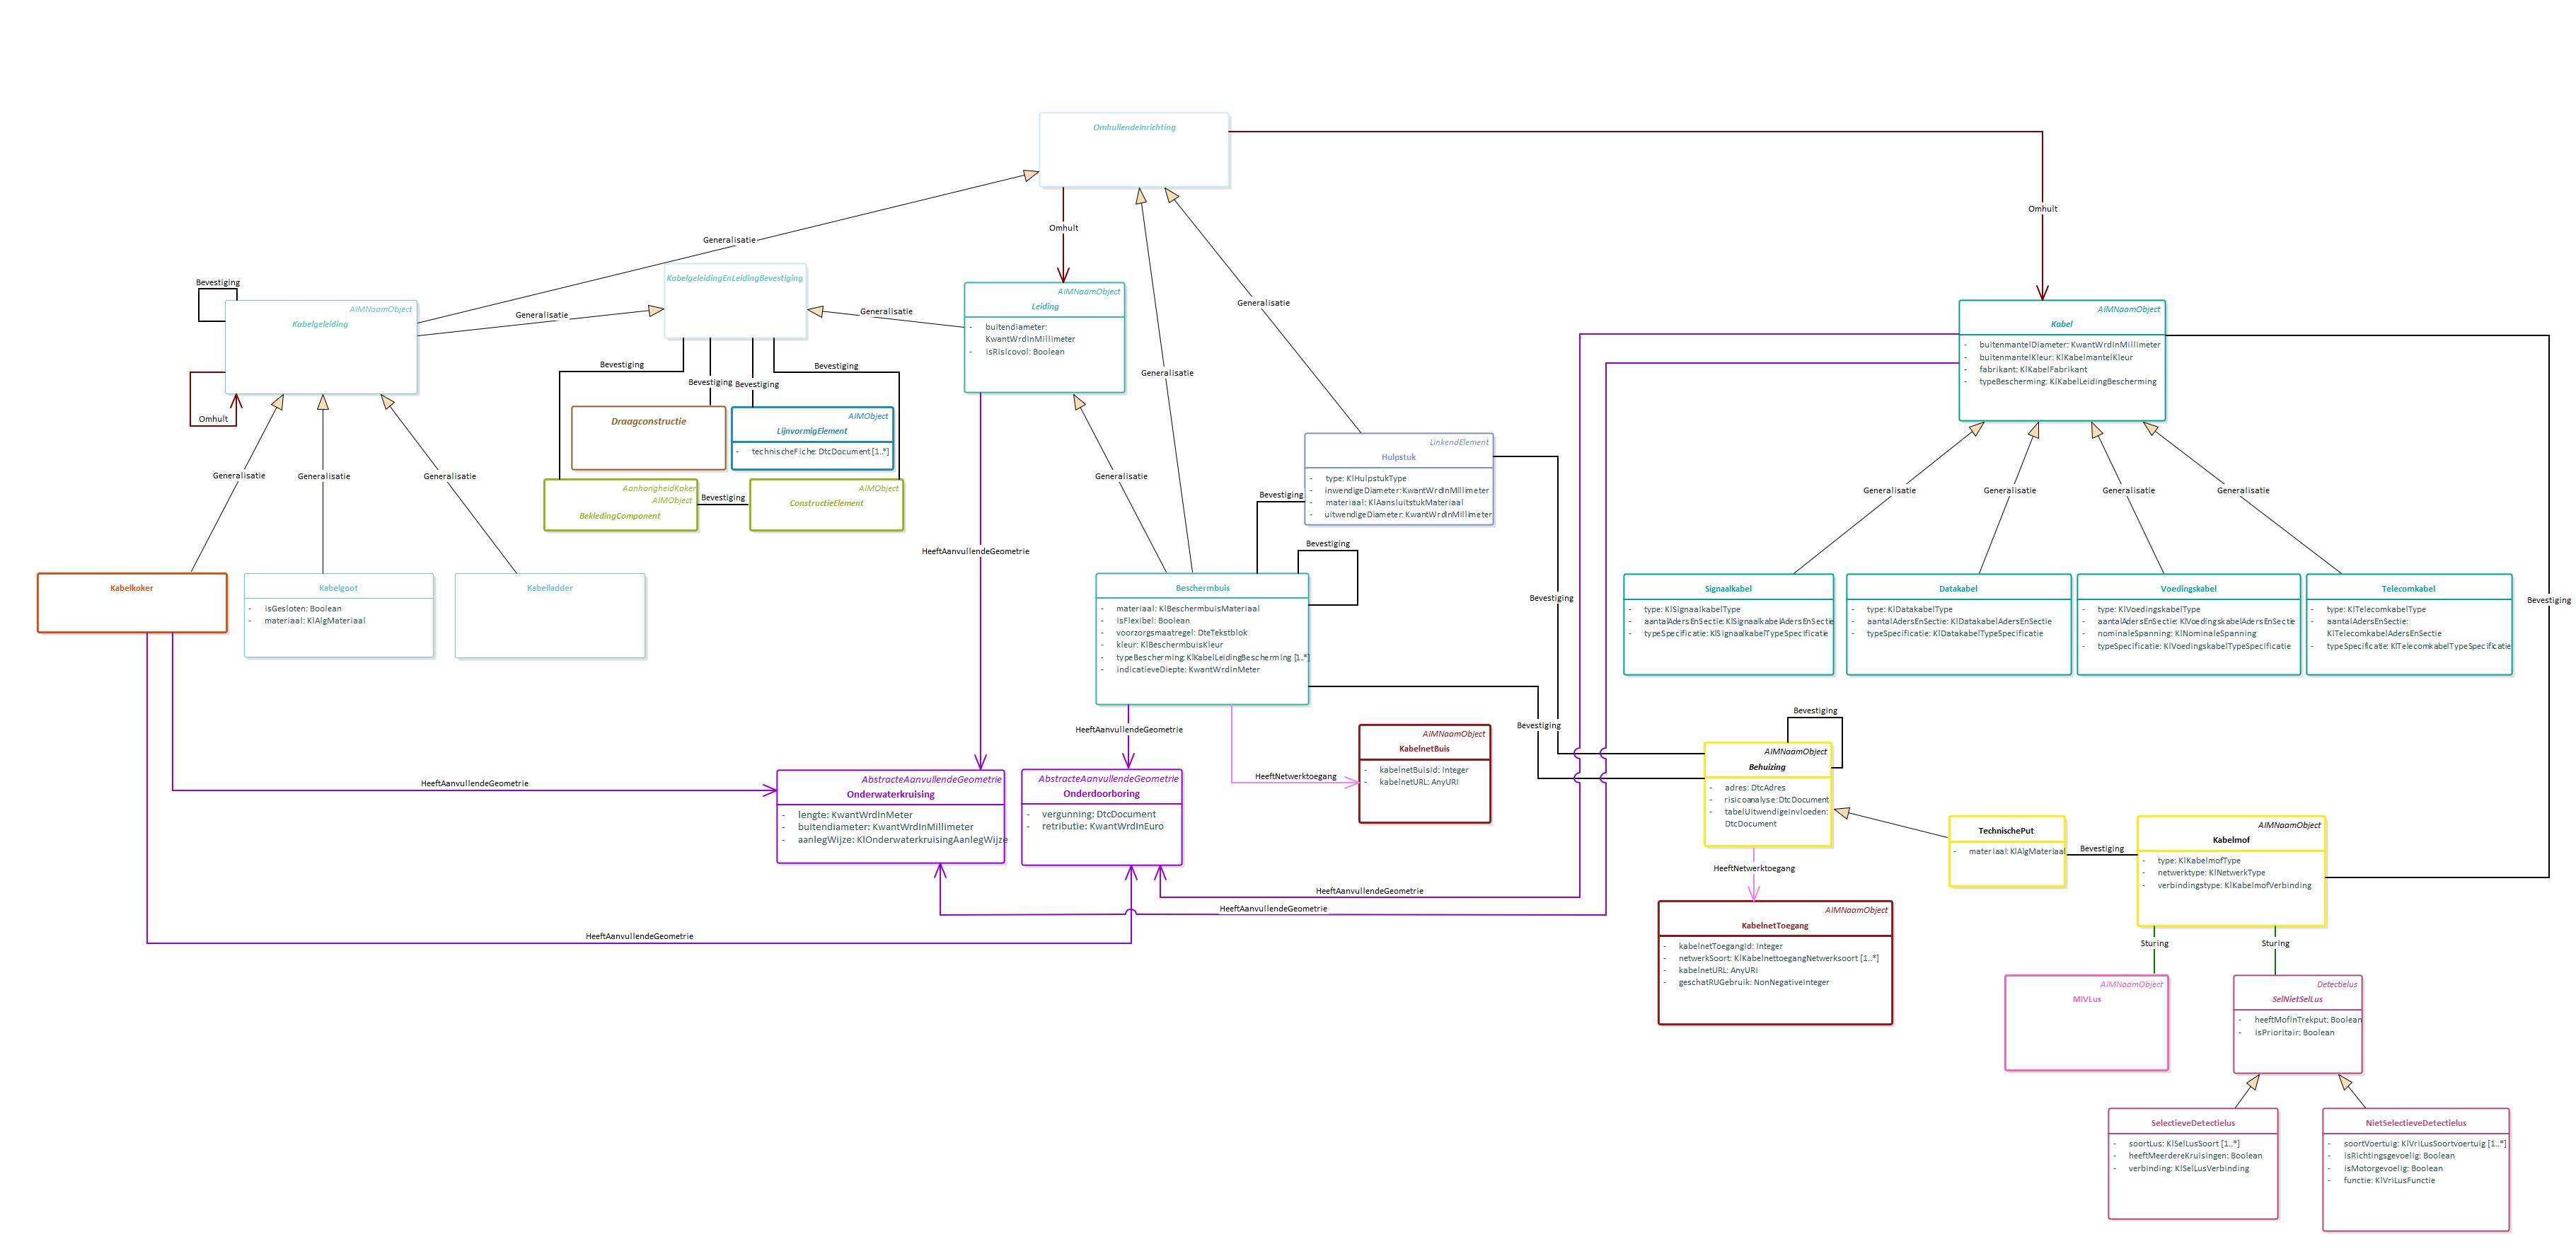 OmhullendeInrichting
Omhult
Omhult
Generalisatie
KabelgeleidingEnLeidingBevestiging
Bevestiging
AIMNaamObject
Kabelgeleiding
Omhult
Generalisatie
Generalisatie
AIMNaamObject
Leiding
- buitendiameter:
KwantWrdInMillimeter
- isRisicovol: Boolean
Generalisatie
Generalisatie
AIMNaamObject
Kabel
- buitenmantelDiameter: KwantWrdInMillimeter
- buitenmantelKleur: KlKabelmantelKleur
- fabrikant: KlKabelFabrikant
- typeBescherming: KlKabelLeidingBescherming
Bevestiging
Bevestiging
Bevestiging
Bevestiging
Draagconstructie
AIMObject
LijnvormigElement
- technischeFiche: DtcDocument [1..*]
AanhorigheidKoker
AIMObject
BekledingComponent
Bevestiging
AIMObject
ConstructieElement
LinkendElement
Hulpstuk
- type: KlHulpstukType
- inwendigeDiameter: KwantWrdInMillimeter
- materiaal: KlAansluitstukMateriaal
- uitwendigeDiameter: KwantWrdInMillimeter
Generalisatie
Generalisatie
Generalisatie
Generalisatie
Bevestiging
Bevestiging
Generalisatie
Generalisatie
Generalisatie
Generalisatie
HeeftAanvullendeGeometrie
Kabelkoker
Kabelgoot
- isGesloten: Boolean
- materiaal: KlAlgMateriaal
Kabelladder
Beschermbuis
- materiaal: KlBeschermbuisMateriaal
- isFlexibel: Boolean
- voorzorgsmaatregel: DteTekstblok
- kleur: KlBeschermbuisKleur
- typeBescherming: KlKabelLeidingBescherming [1..*]
- indicatieveDiepte: KwantWrdInMeter
Bevestiging
Bevestiging
Signaalkabel
- type: KlSignaalkabelType
- aantalAdersEnSectie: KlSignaalkabelAdersEnSectie
- typeSpecificatie: KlSignaalkabelTypeSpecificatie
Datakabel
- type: KlDatakabelType
- aantalAdersEnSectie: KlDatakabelAdersEnSectie
- typeSpecificatie: KlDatakabelTypeSpecificatie
Voedingskabel
- type: KlVoedingskabelType
- aantalAdersEnSectie: KlVoedingskabelAdersEnSectie
- nominaleSpanning: KlNominaleSpanning
- typeSpecificatie: KlVoedingskabelTypeSpecificatie
Telecomkabel
- type: KlTelecomkabelType
- aantalAdersEnSectie:
KlTelecomkabelAdersEnSectie
- typeSpecificatie: KlTelecomkabelTypeSpecificatie
Bevestiging
HeeftAanvullendeGeometrie
HeeftNetwerktoegang
AIMNaamObject
KabelnetBuis
- kabelnetBuisId: Integer
- kabelnetURL: AnyURI
Bevestiging
AIMNaamObject
Behuizing
- adres: DtcAdres
- risicoanalyse: DtcDocument
- tabelUitwendigeInvloeden:
DtcDocument
HeeftAanvullendeGeometrie
AbstracteAanvullendeGeometrie
Onderwaterkruising
- lengte: KwantWrdInMeter
- buitendiameter: KwantWrdInMillimeter
- aanlegWijze: KlOnderwaterkruisingAanlegWijze
AbstracteAanvullendeGeometrie
Onderdoorboring
- vergunning: DtcDocument
- retributie: KwantWrdInEuro
TechnischePut
- materiaal: KlAlgMateriaal
Bevestiging
AIMNaamObject
Kabelmof
- type: KlKabelmofType
- netwerktype: KlNetwerkType
- verbindingstype: KlKabelmofVerbinding
HeeftNetwerktoegang
HeeftAanvullendeGeometrie
HeeftAanvullendeGeometrie
HeeftAanvullendeGeometrie
AIMNaamObject
KabelnetToegang
- kabelnetToegangId: Integer
- netwerkSoort: KlKabelnettoegangNetwerksoort [1..*]
- kabelnetURL: AnyURI
- geschatRUGebruik: NonNegativeInteger
Sturing
Sturing
AIMNaamObject
MIVLus
Detectielus
SelNietSelLus
- heeftMofInTrekput: Boolean
- isPrioritair: Boolean
SelectieveDetectielus
- soortLus: KlSelLusSoort [1..*]
- heeftMeerdereKruisingen: Boolean
- verbinding: KlSelLusVerbinding
NietSelectieveDetectielus
- soortVoertuig: KlVriLusSoortvoertuig [1..*]
- isRichtingsgevoelig: Boolean
- isMotorgevoelig: Boolean
- functie: KlVriLusFunctie